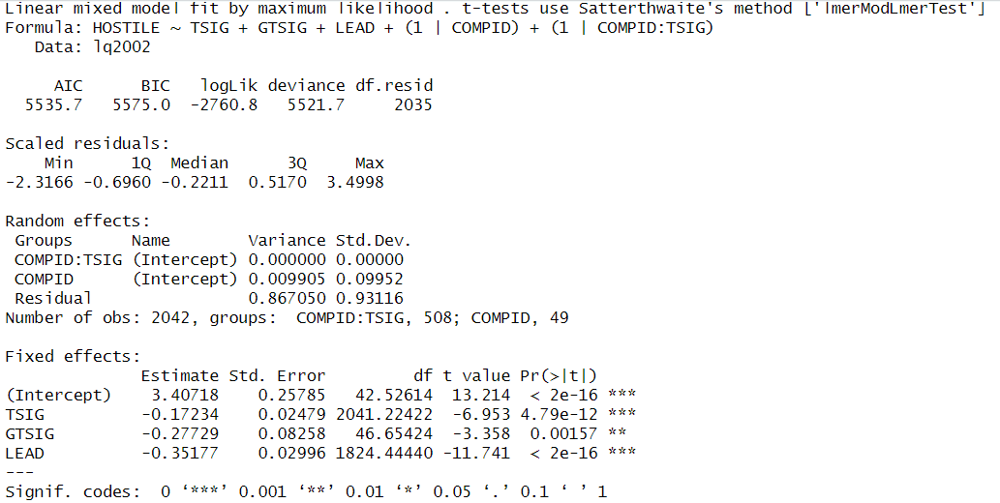 Linear mixed model fit by maximum likelihood . t-tests use Satterthwaite's method ['lmerModLmerTest']
Formula: HOSTILE ~ TSIG + GTSIG + LEAD + (1 | COMPID) + (1 | COMPID:TSIG)
   Data: lq2002

     AIC      BIC   logLik deviance df.resid
  5535.7   5575.0  -2760.8   5521.7     2035

Scaled residuals:
    Min      1Q  Median      3Q     Max
-2.3166 -0.6960 -0.2211  0.5170  3.4998

Random effects:
 Groups      Name        Variance Std.Dev.
 COMPID:TSIG (Intercept) 0.000000 0.00000
 COMPID      (Intercept) 0.009905 0.09952
 Residual                0.867050 0.93116
Number of obs: 2042, groups:  COMPID:TSIG, 508; COMPID, 49

Fixed effects:
              Estimate Std. Error         df t value Pr(>|t|)
(Intercept)    3.40718    0.25785   42.52614  13.214  < 2e-16 ***
TSIG          -0.17234    0.02479 2041.22422  -6.953 4.79e-12 ***
GTSIG         -0.27729    0.08258   46.65424  -3.358  0.00157 **
LEAD          -0.35177    0.02996 1824.44440 -11.741  < 2e-16 ***
---
Signif. codes:  0 ‘***’ 0.001 ‘**’ 0.01 ‘*’ 0.05 ‘.’ 0.1 ‘ ’ 1